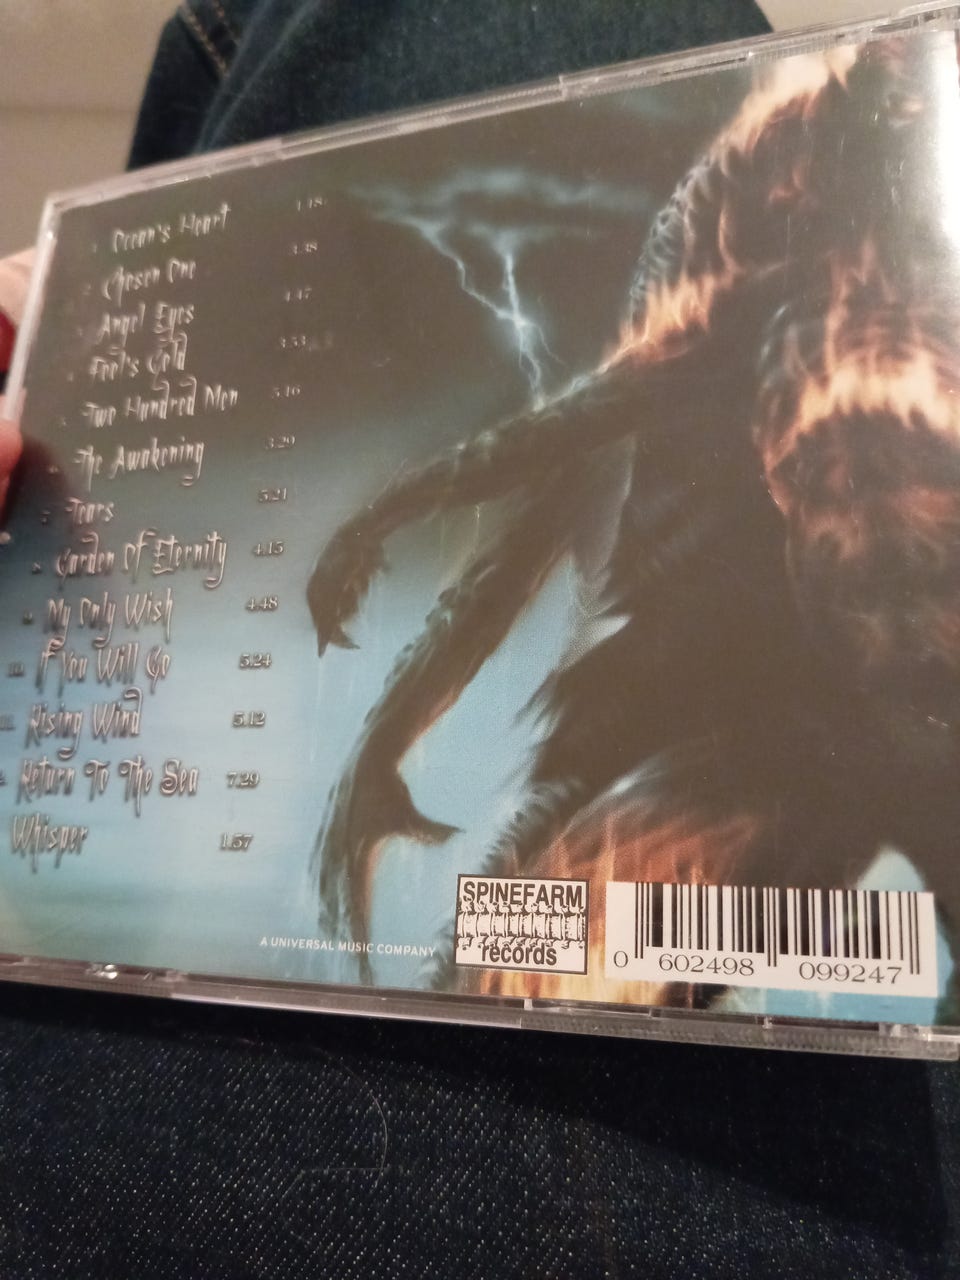 Ocean's Heart 4.18
Chosen One 4.38
Angel Eyes 4.47
Fool's Gold 3.53
Two Hundred Men 5.16
The Awakening 3.29
Tears 5.21
Garden Of Eternity 4.15
My Only Wish 4.48
If You Will Go 5.24
Rising Wind 5.12
Return To The Sea 7.29
Whisper 1.57
A UNIVERSAL MUSIC COMPANY
SPINEFARM
records
0 602498 099247